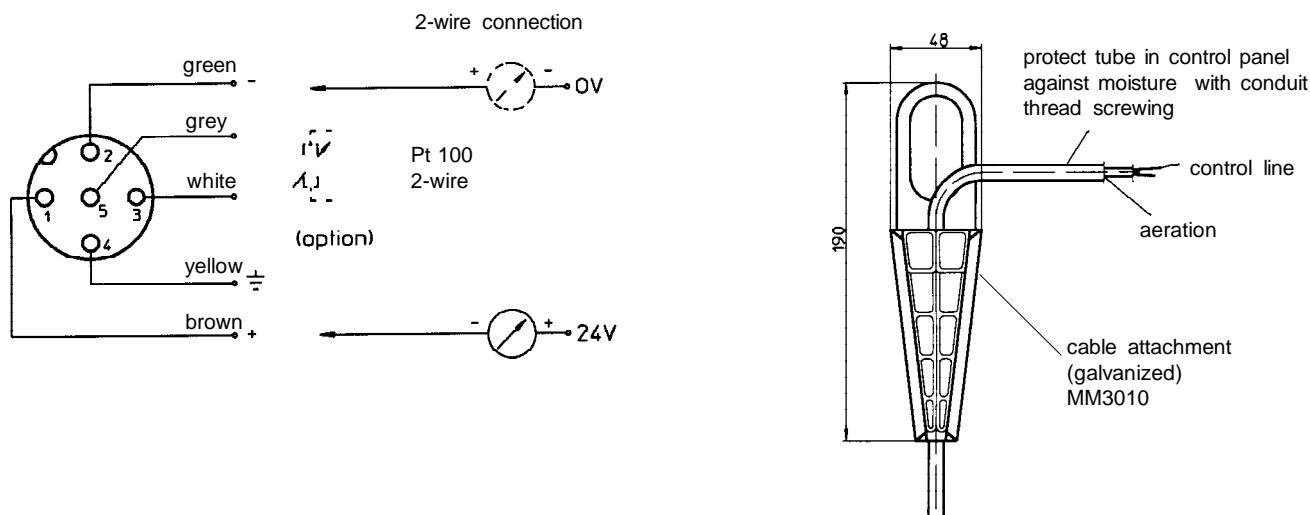 2-wire connection
green
-
+
-
0V
grey
Pt 100
2-wire
white
(option)
yellow
brown
+
-
+
24V
1
2
3
4
5
48
190
protect tube in control panel
against moisture with conduit
thread screwing
control line
aeration
cable attachment
(galvanized)
MM3010